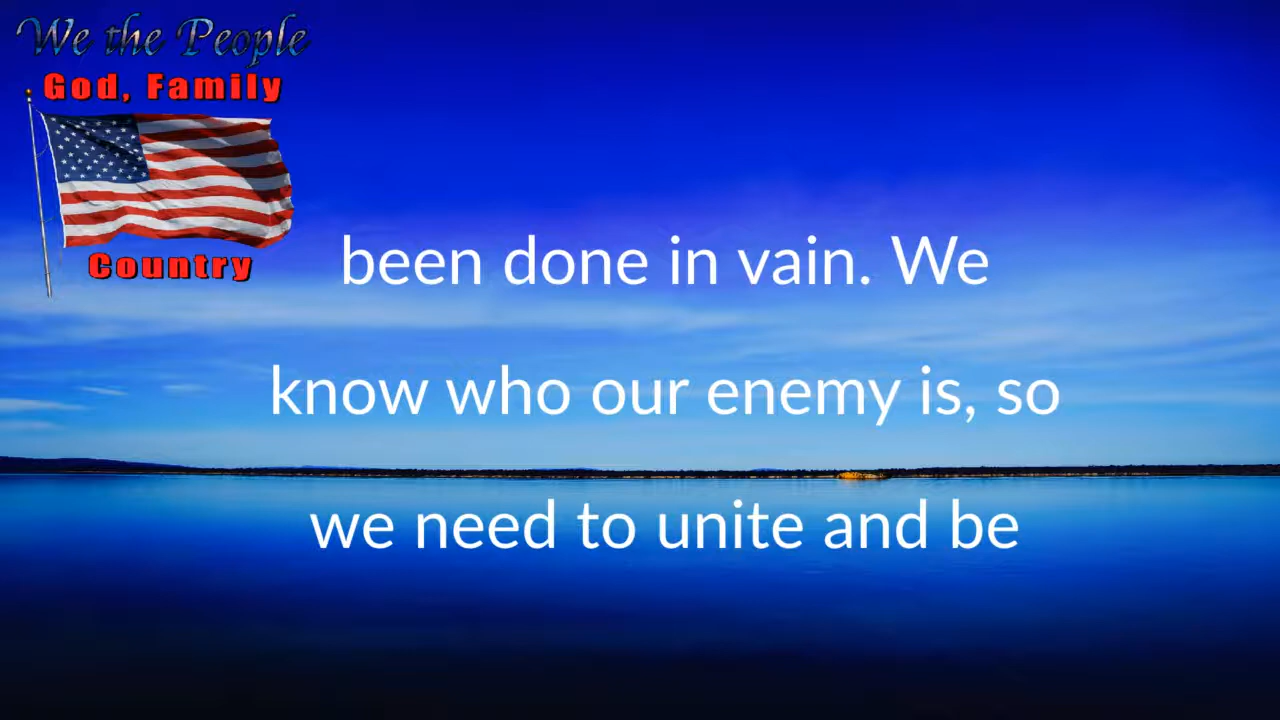 We the People
God, Family
Country
been done in vain. We
know who our enemy is, so
we need to unite and be